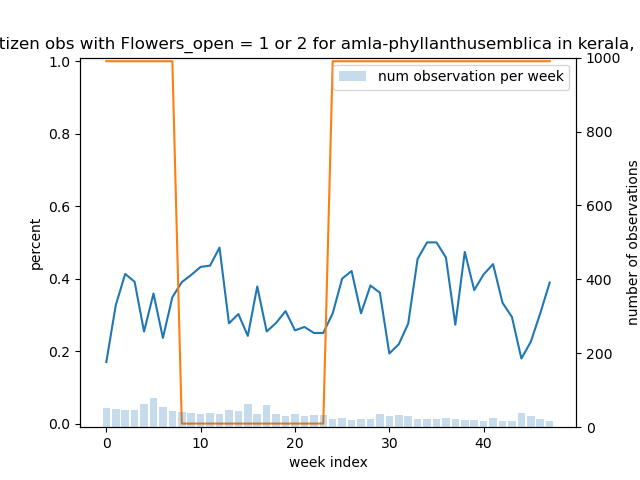 tizen obs with Flowers_open = 1 or 2 for amla-phyllanthusemblica in kerala,
num observation per week
percent
1.0
0.8
0.6
0.4
0.2
0.0
1000
800
600
400
200
0
number of observations
0 10 20 30 40
week index